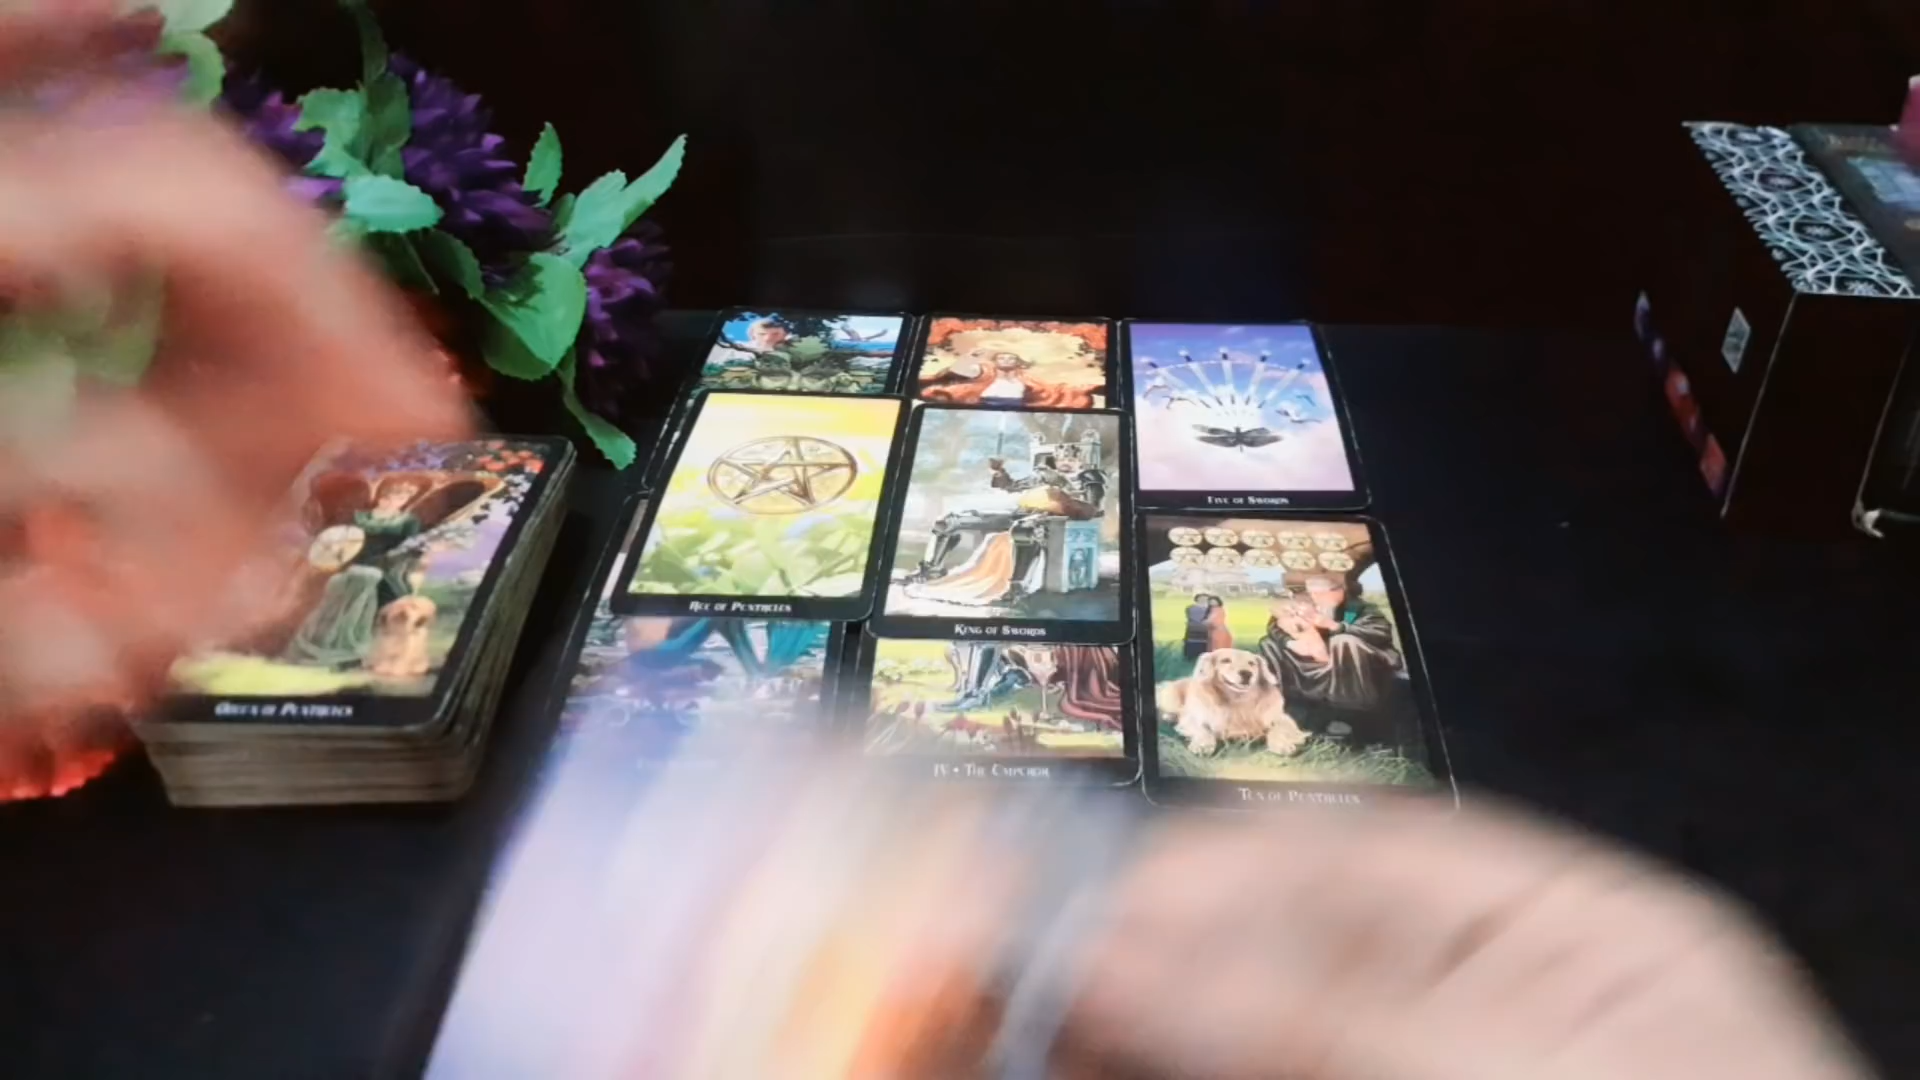 Five of Swords
Ace of Pentacles
King of Swords
Queen of Pentacles
IV • The Emperor
Ten of Pentacles